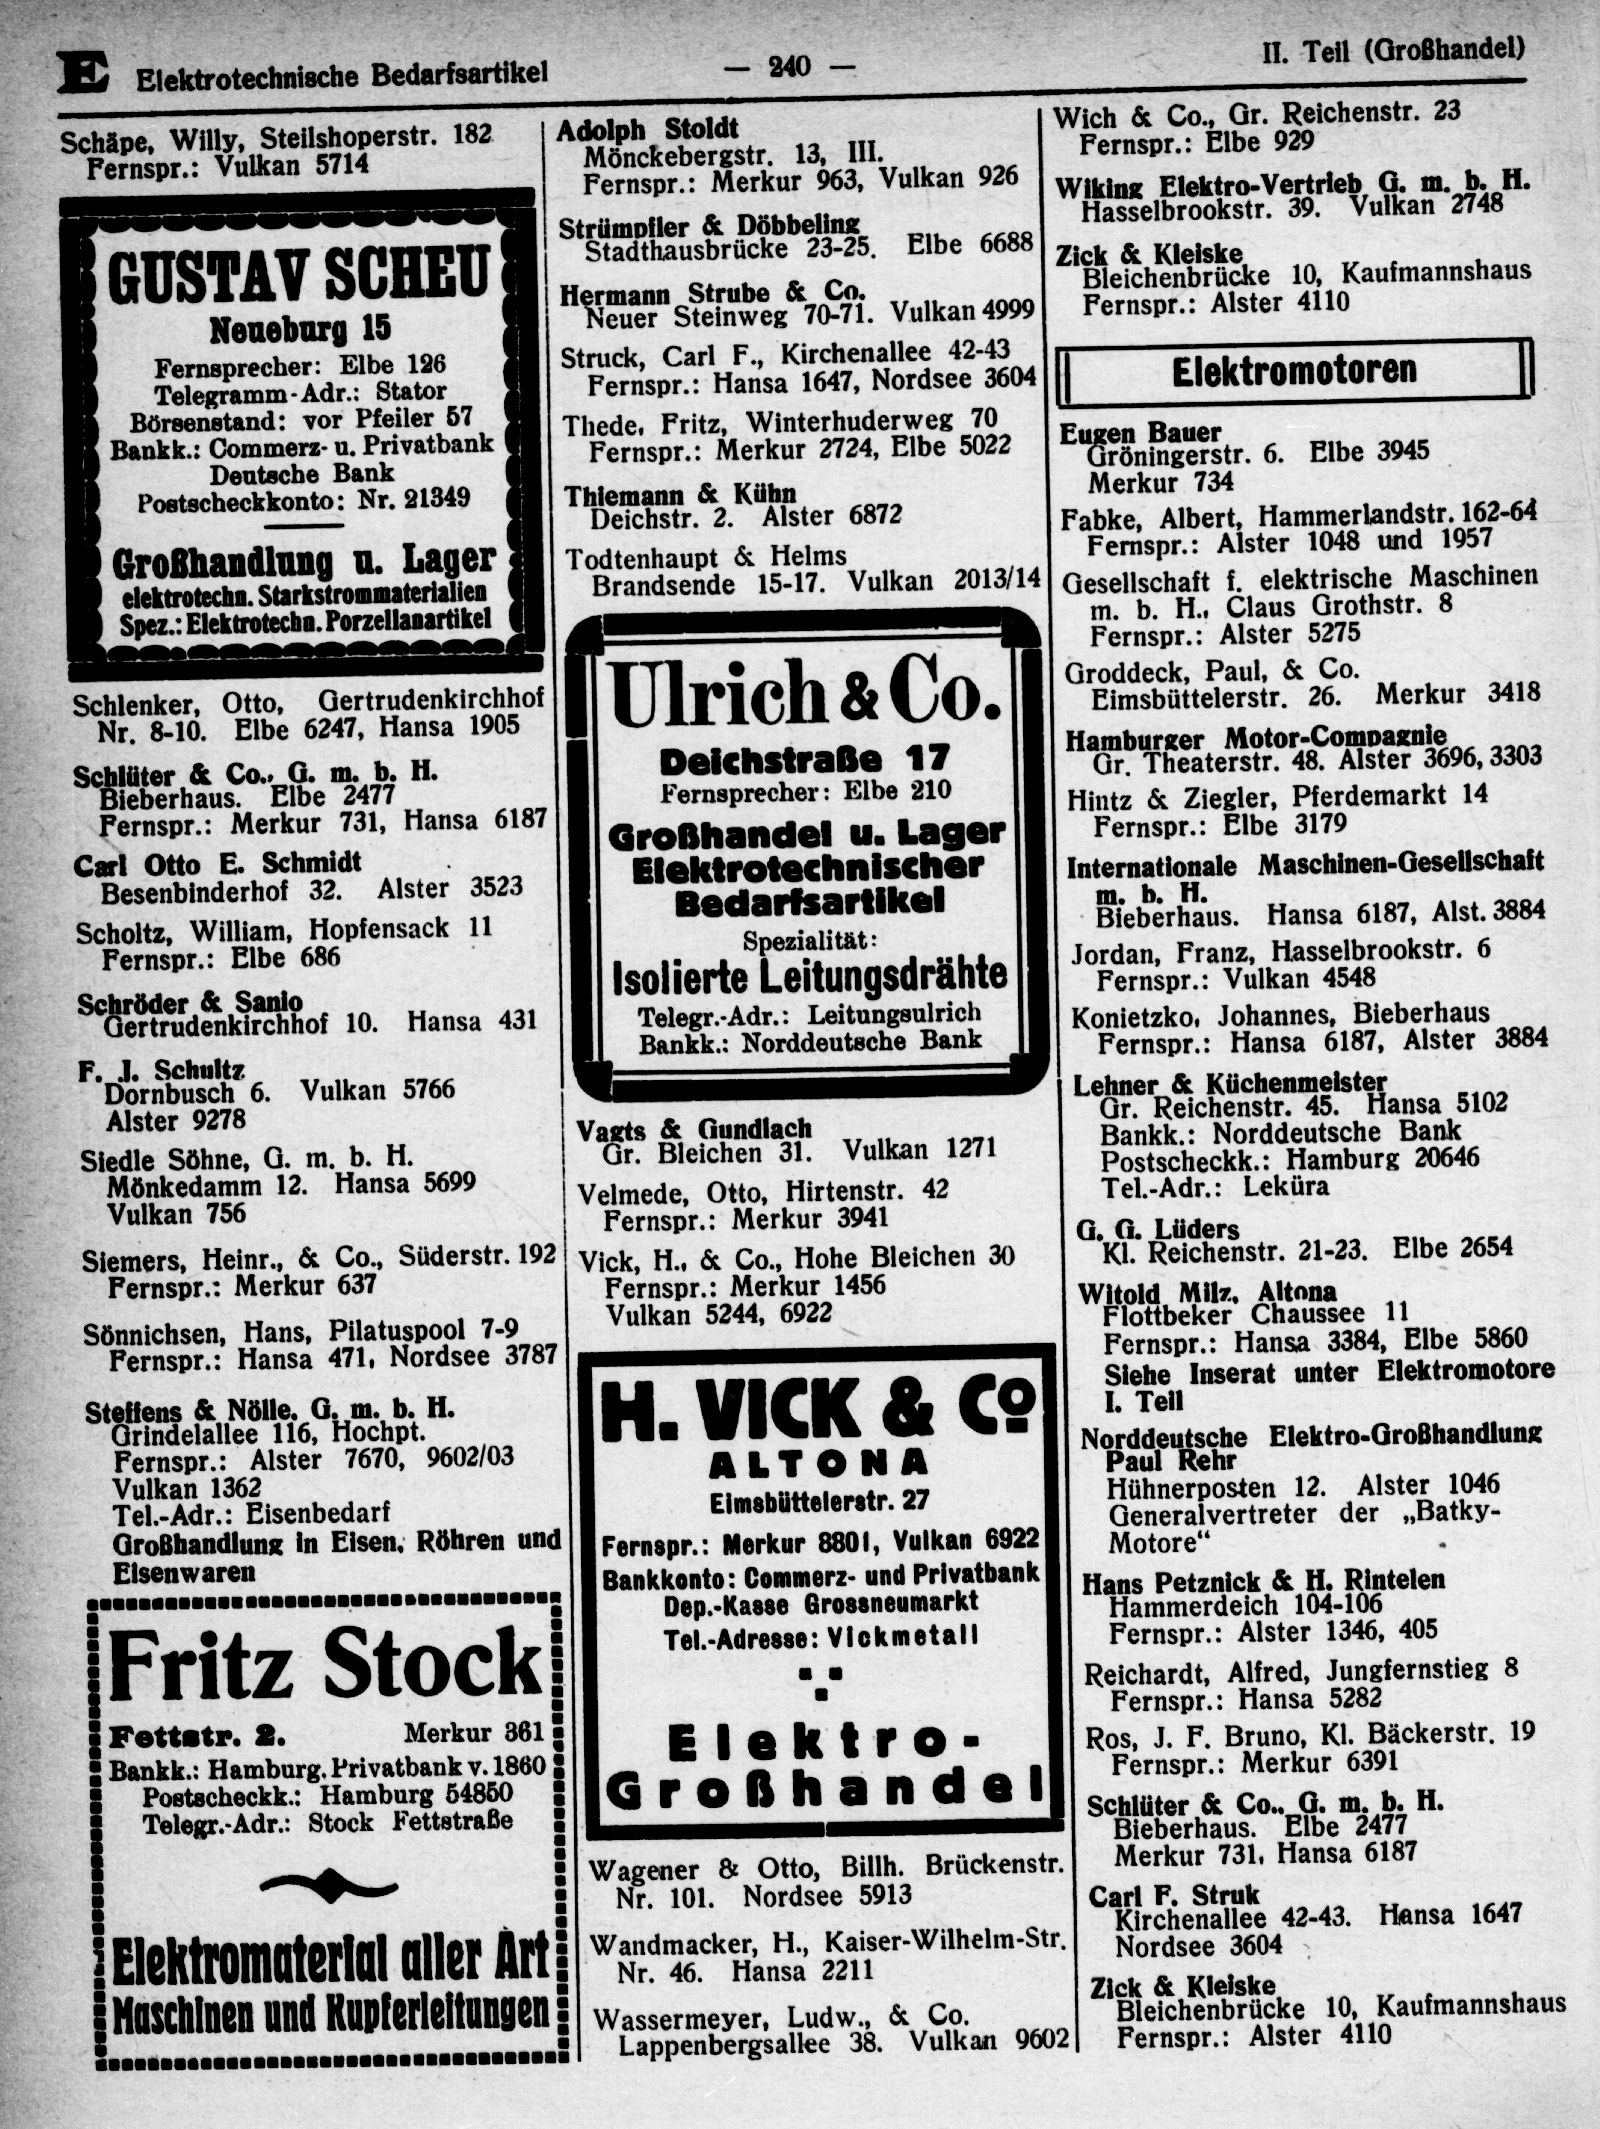 E Elektrotechnische Bedarfsartikel — 240 — II. Teil (Großhandel)
Schäpe, Willy, Steilshoperstr. 182
Fernspr.: Vulkan 5714
GUSTAV SCHEU
Neueburg 15
Fernsprecher: Elbe 126
Telegramm-Adr.: Stator
Börsenstand: vor Pfeiler 57
Bankk.: Commerz- u. Privatbank
Deutsche Bank
Postscheckkonto: Nr. 21349
Großhandlung u. Lager
elektrotechn. Starkstrommaterialien
Spez.: Elektrotechn. Porzellanartikel
Schlenker, Otto, Gertrudenkirchhof
Nr. 8-10. Elbe 6247, Hansa 1905
Schlüter & Co., G. m. b. H.
Bieberhaus. Elbe 2477
Fernspr.: Merkur 731, Hansa 6187
Carl Otto E. Schmidt
Besenbinderhof 32. Alster 3523
Scholtz, William, Hopfensack 11
Fernspr.: Elbe 686
Schröder & Sanio
Gertrudenkirchhof 10. Hansa 431
F. J. Schultz
Dornbusch 6. Vulkan 5766
Alster 9278
Siedle Söhne, G. m. b. H.
Mönkedamm 12. Hansa 5699
Vulkan 756
Siemers, Heinr., & Co., Süderstr. 192
Fernspr.: Merkur 637
Sönnichsen, Hans, Pilatuspool 7-9
Fernspr.: Hansa 471, Nordsee 3787
Steffens & Nölle, G. m. b. H.
Grindelallee 116, Hochpt.
Fernspr.: Alster 7670, 9602/03
Vulkan 1362
Tel.-Adr.: Eisenbedarf
Großhandlung in Eisen, Röhren und
Eisenwaren
Fritz Stock
Fettstr. 2. Merkur 361
Bankk.: Hamburg. Privatbank v. 1860
Postscheckk.: Hamburg 54850
Telegr.-Adr.: Stock Fettstraße
Elektromaterial aller Art
Maschinen und Kupferleitungen
Adolph Stoldt
Mönckebergstr. 13, III.
Fernspr.: Merkur 963, Vulkan 926
Strümpfler & Döbbeling
Stadthausbrücke 23-25. Elbe 6688
Hermann Strube & Co.
Neuer Steinweg 70-71. Vulkan 4999
Struck, Carl F., Kirchenallee 42-43
Fernspr.: Hansa 1647, Nordsee 3604
Thede, Fritz, Winterhuderweg 70
Fernspr.: Merkur 2724, Elbe 5022
Thiemann & Kühn
Deichstr. 2. Alster 6872
Todtenhaupt & Helms
Brandsende 15-17. Vulkan 2013/14
Ulrich & Co.
Deichstraße 17
Fernsprecher: Elbe 210
Großhandel u. Lager
Elektrotechnischer
Bedarfsartikel
Spezialität:
Isolierte Leitungsdrähte
Telegr.-Adr.: Leitungsulrich
Bankk.: Norddeutsche Bank
Vagts & Gundlach
Gr. Bleichen 31. Vulkan 1271
Velmede, Otto, Hirtenstr. 42
Fernspr.: Merkur 3941
Vick, H., & Co., Hohe Bleichen 30
Fernspr.: Merkur 1456
Vulkan 5244, 6922
H. VICK & Co
ALTONA
Eimsbüttelerstr. 27
Fernspr.: Merkur 8801, Vulkan 6922
Bankkonto: Commerz- und Privatbank
Dep.-Kasse Grossneumarkt
Tel.-Adresse: Vickmetall
Elektro-
Großhandel
Wagener & Otto, Billh. Brückenstr.
Nr. 101. Nordsee 5913
Wandmacker, H., Kaiser-Wilhelm-Str.
Nr. 46. Hansa 2211
Wassermeyer, Ludw., & Co.
Lappenbergsallee 38. Vulkan 9602
Wich & Co., Gr. Reichenstr. 23
Fernspr.: Elbe 929
Wiking Elektro-Vertrieb G. m. b. H.
Hasselbrookstr. 39. Vulkan 2748
Zick & Kleiske
Bleichenbrücke 10, Kaufmannshaus
Fernspr.: Alster 4110
Elektromotoren
Eugen Bauer
Gröningerstr. 6. Elbe 3945
Merkur 734
Fabke, Albert, Hammerlandstr. 162-64
Fernspr.: Alster 1048 und 1957
Gesellschaft f. elektrische Maschinen
m. b. H., Claus Grothstr. 8
Fernspr.: Alster 5275
Groddeck, Paul, & Co.
Eimsbüttelerstr. 26. Merkur 3418
Hamburger Motor-Compagnie
Gr. Theaterstr. 48. Alster 3696, 3303
Hintz & Ziegler, Pferdemarkt 14
Fernspr.: Elbe 3179
Internationale Maschinen-Gesellschaft
m. b. H.
Bieberhaus. Hansa 6187, Alst. 3884
Jordan, Franz, Hasselbrookstr. 6
Fernspr.: Vulkan 4548
Konietzko, Johannes, Bieberhaus
Fernspr.: Hansa 6187, Alster 3884
Lehner & Küchenmeister
Gr. Reichenstr. 45. Hansa 5102
Bankk.: Norddeutsche Bank
Postscheckk.: Hamburg 20646
Tel.-Adr.: Leküra
G. G. Lüders
Kl. Reichenstr. 21-23. Elbe 2654
Witold Milz, Altona
Flottbeker Chaussee 11
Fernspr.: Hansa 3384, Elbe 5860
Siehe Inserat unter Elektromotore
I. Teil
Norddeutsche Elektro-Großhandlung
Paul Rehr
Hühnerposten 12. Alster 1046
Generalvertreter der „Batky-
Motore“
Hans Petznick & H. Rintelen
Hammerdeich 104-106
Fernspr.: Alster 1346, 405
Reichardt, Alfred, Jungfernstieg 8
Fernspr.: Hansa 5282
Ros, J. F. Bruno, Kl. Bäckerstr. 19
Fernspr.: Merkur 6391
Schlüter & Co., G. m. b. H.
Bieberhaus. Elbe 2477
Merkur 731, Hansa 6187
Carl F. Struk
Kirchenallee 42-43. Hansa 1647
Nordsee 3604
Zick & Kleiske
Bleichenbrücke 10, Kaufmannshaus
Fernspr.: Alster 4110